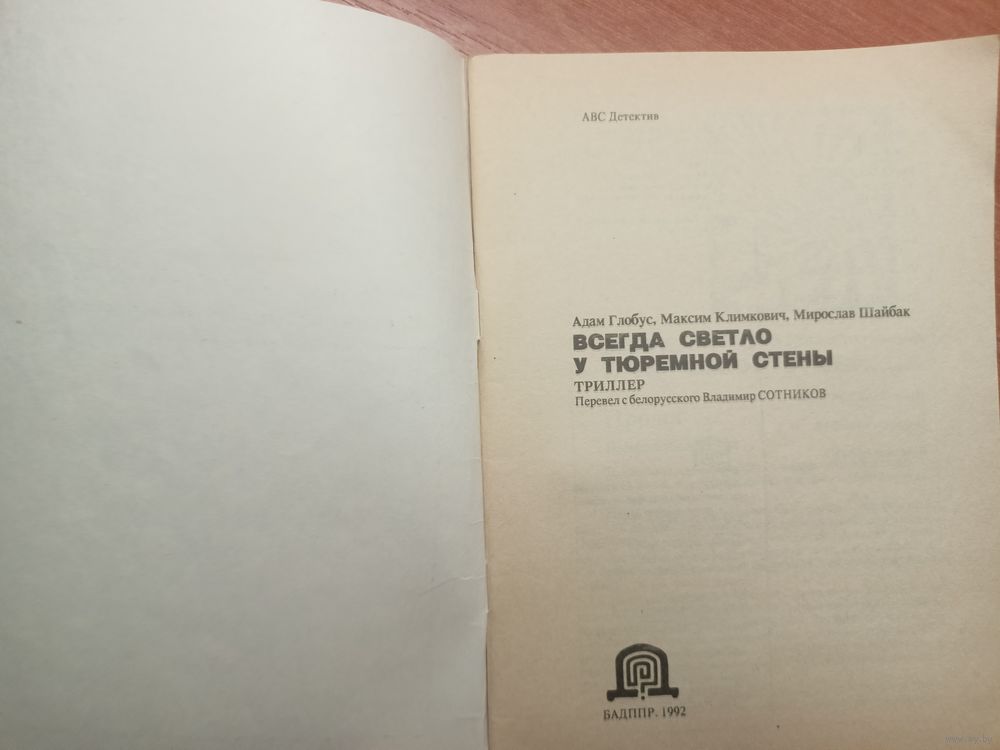 АВС Детектив
Адам Глобус, Максим Климкович, Мирослав Шайбак
ВСЕГДА СВЕТЛО
У ТЮРЕМНОЙ СТЕНЫ
ТРИЛЛЕР
Перевел с белорусского Владимир СОТНИКОВ
БАДППР. 1992